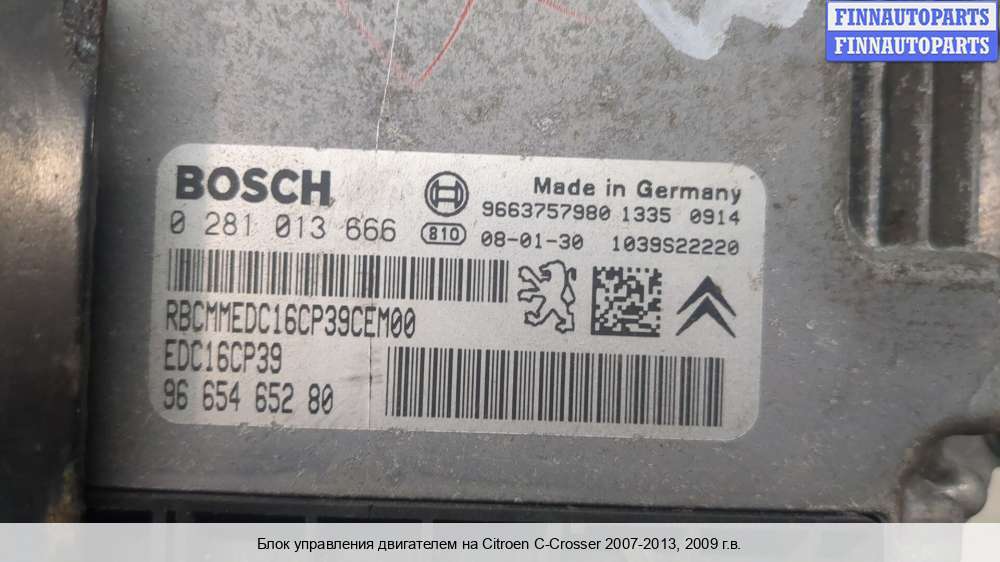 FINNAUTOPARTS
FINNAUTOPARTS
BOSCH
Made in Germany
0 281 013 666
9663757980 1335 0914
810 08-01-30 1039S22220
RBCMMEDC16CP39CEM00
EDC16CP39
96 654 652 80
Блок управления двигателем на Citroen C-Crosser 2007-2013, 2009 г.в.